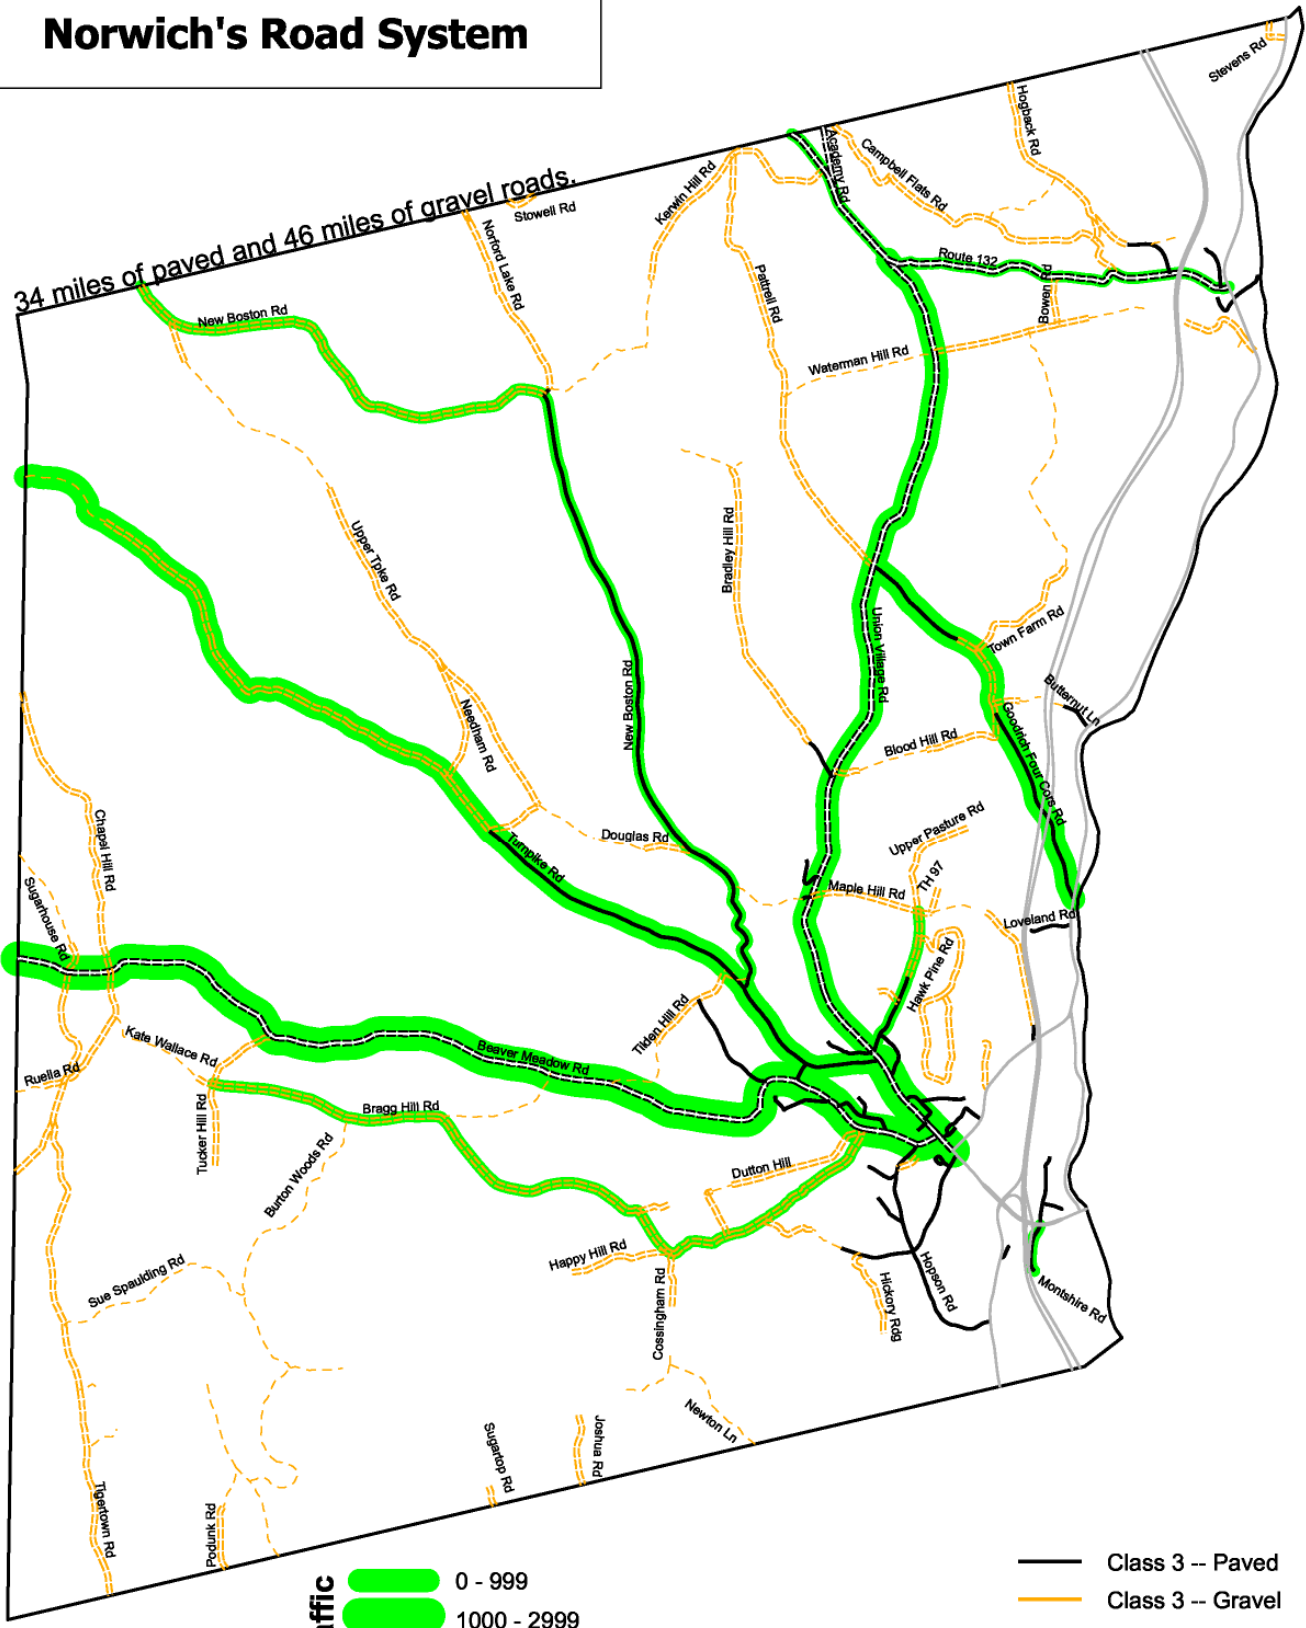 Norwich's Road System
34 miles of paved and 46 miles of gravel roads.
Stevens Rd
Hogback Rd
Academy Rd
Campbell Flats Rd
Kerwin Hill Rd
Stowell Rd
Norford Lake Rd
Route 132
Bowen Rd
Pattrell Rd
New Boston Rd
Waterman Hill Rd
Upper Tpke Rd
Bradley Hill Rd
Union Village Rd
Town Farm Rd
Butternut Ln
New Boston Rd
Needham Rd
Goodrich Four Cors Rd
Blood Hill Rd
Chapel Hill Rd
Douglas Rd
Turnpike Rd
Upper Pasture Rd
TH 97
Maple Hill Rd
Sugarhouse Rd
Loveland Rd
Hawk Pine Rd
Tilden Hill Rd
Kate Wallace Rd
Beaver Meadow Rd
Ruella Rd
Bragg Hill Rd
Tucker Hill Rd
Burton Woods Rd
Dutton Hill
Happy Hill Rd
Sue Spaulding Rd
Cossingham Rd
Hickory Rdg
Hopson Rd
Montshire Rd
Newton Ln
Joshua Rd
Sugartop Rd
Tigertown Rd
Podunk Rd
ffic
0 - 999
1000 - 2999
Class 3 -- Paved
Class 3 -- Gravel